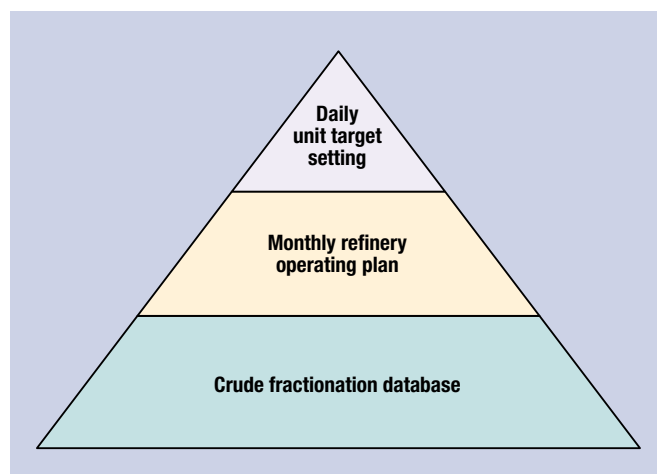 Daily
unit target
setting
Monthly refinery
operating plan
Crude fractionation database